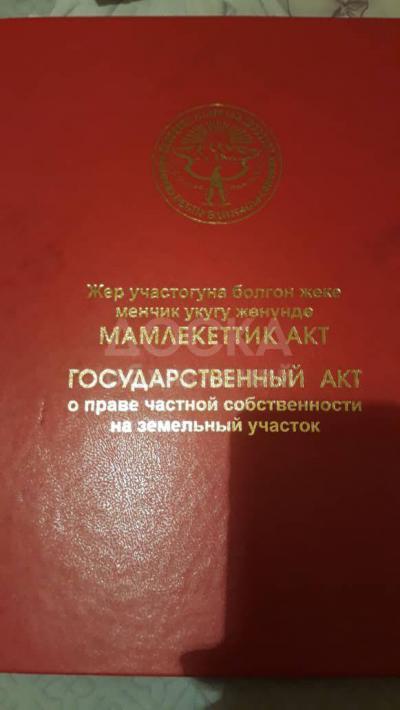 Жер участогуна болгон жеке
менчик укугу жөнүндө
МАМЛЕКЕТТИК АКТ
ГОСУДАРСТВЕННЫЙ АКТ
о праве частной собственности
на земельный участок